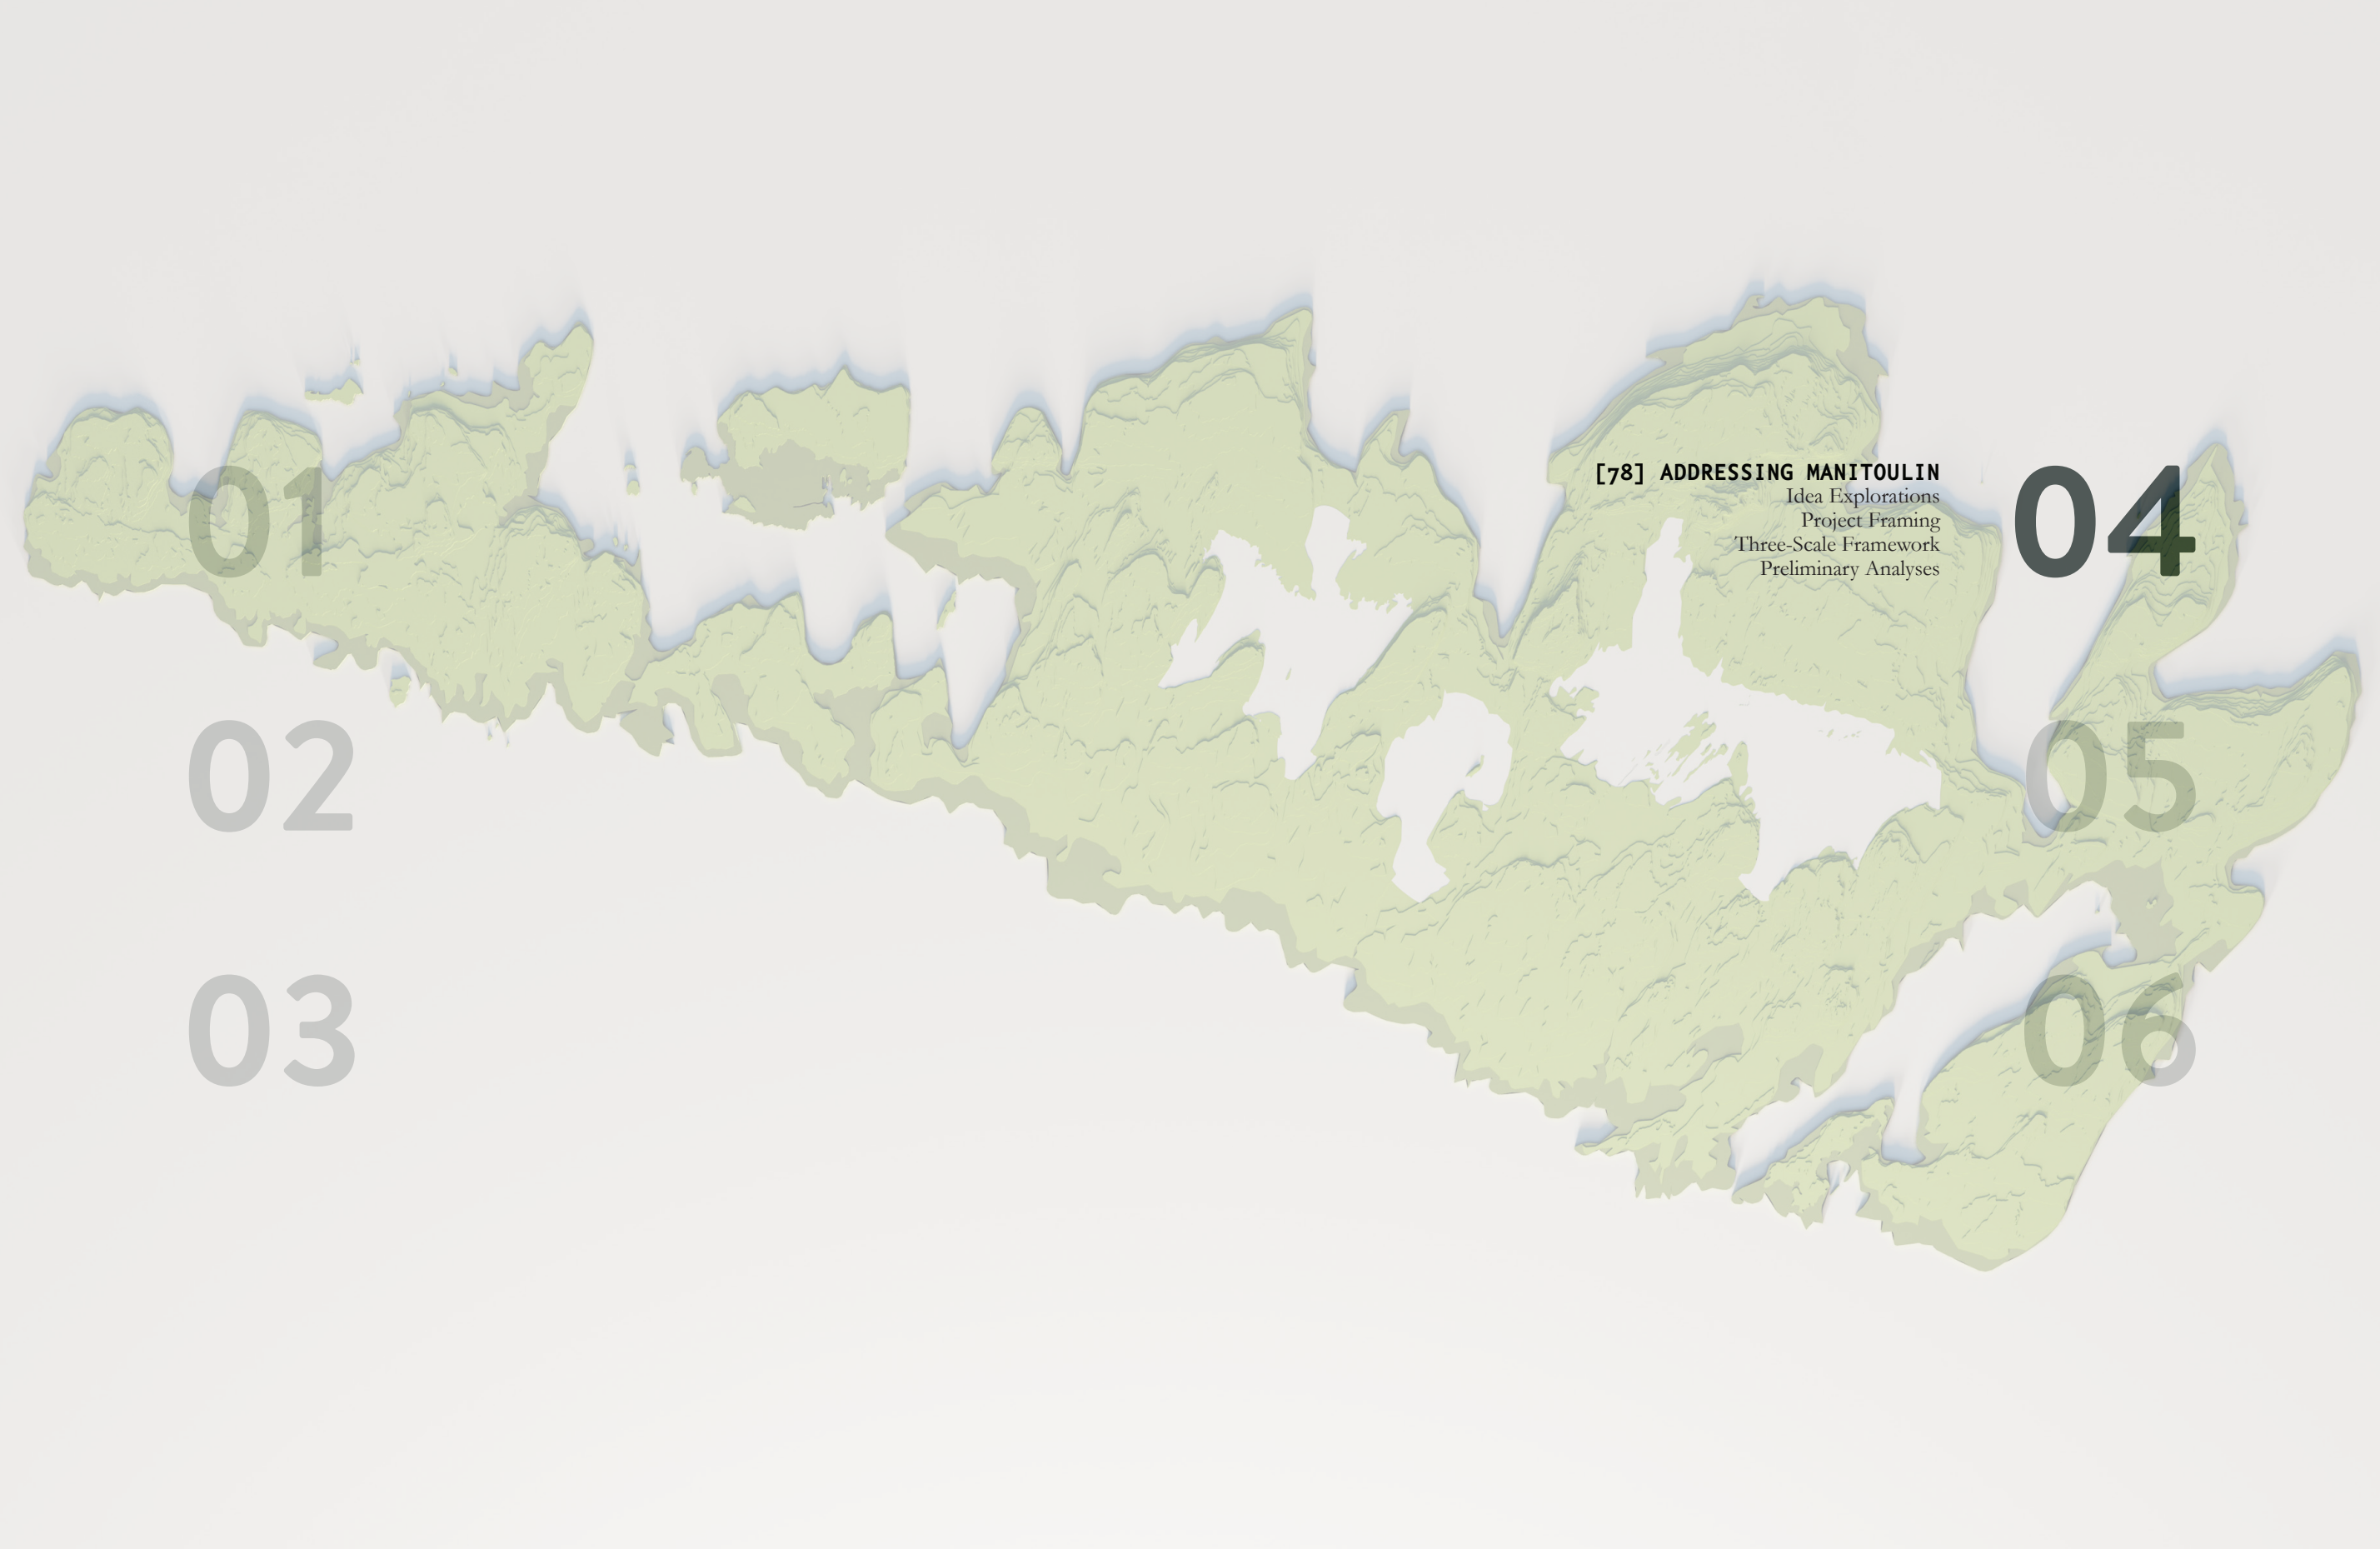 01
02
03
[78] ADDRESSING MANITOULIN
Idea Explorations
Project Framing
Three-Scale Framework
Preliminary Analyses
04
05
06